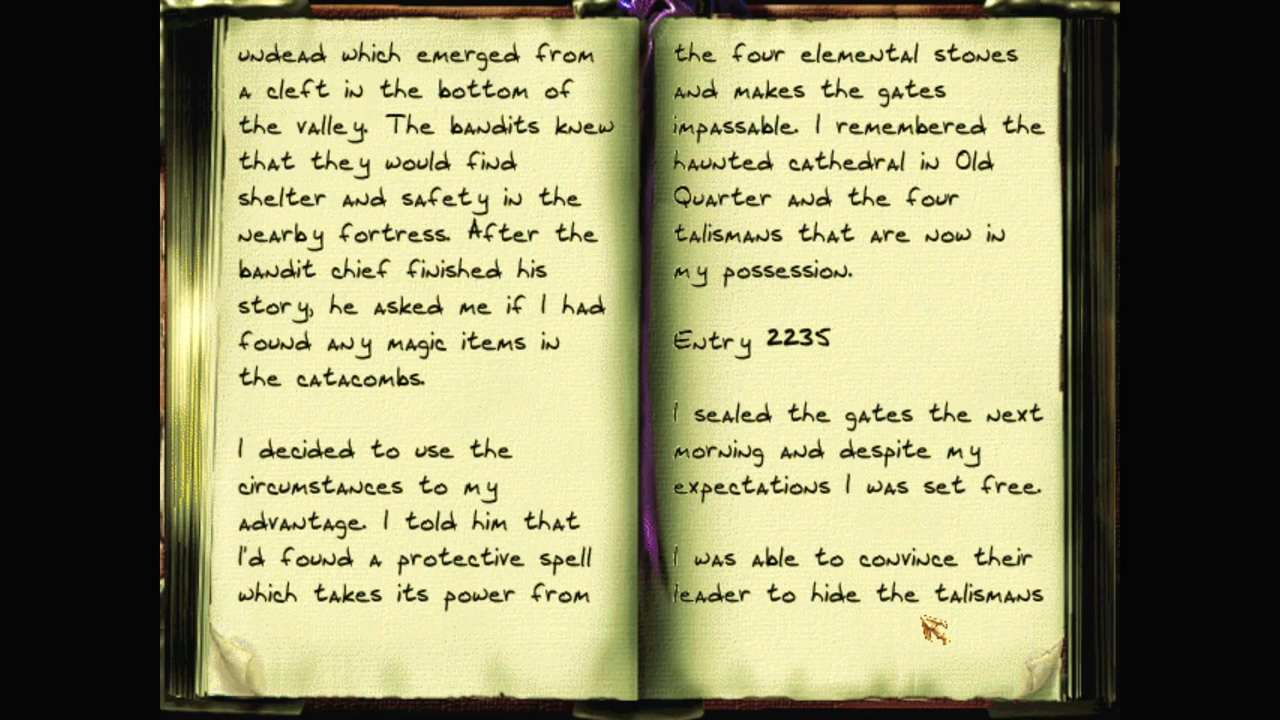 undead which emerged from
a cleft in the bottom of
the valley. The bandits knew
that they would find
shelter and safety in the
nearby fortress. After the
bandit chief finished his
story, he asked me if I had
found any magic items in
the catacombs.
I decided to use the
circumstances to my
advantage. I told him that
I'd found a protective spell
which takes its power from
the four elemental stones
and makes the gates
impassable. I remembered the
haunted cathedral in Old
Quarter and the four
talismans that are now in
my possession.
Entry 2235
I sealed the gates the next
morning and despite my
expectations I was set free.
I was able to convince their
leader to hide the talismans